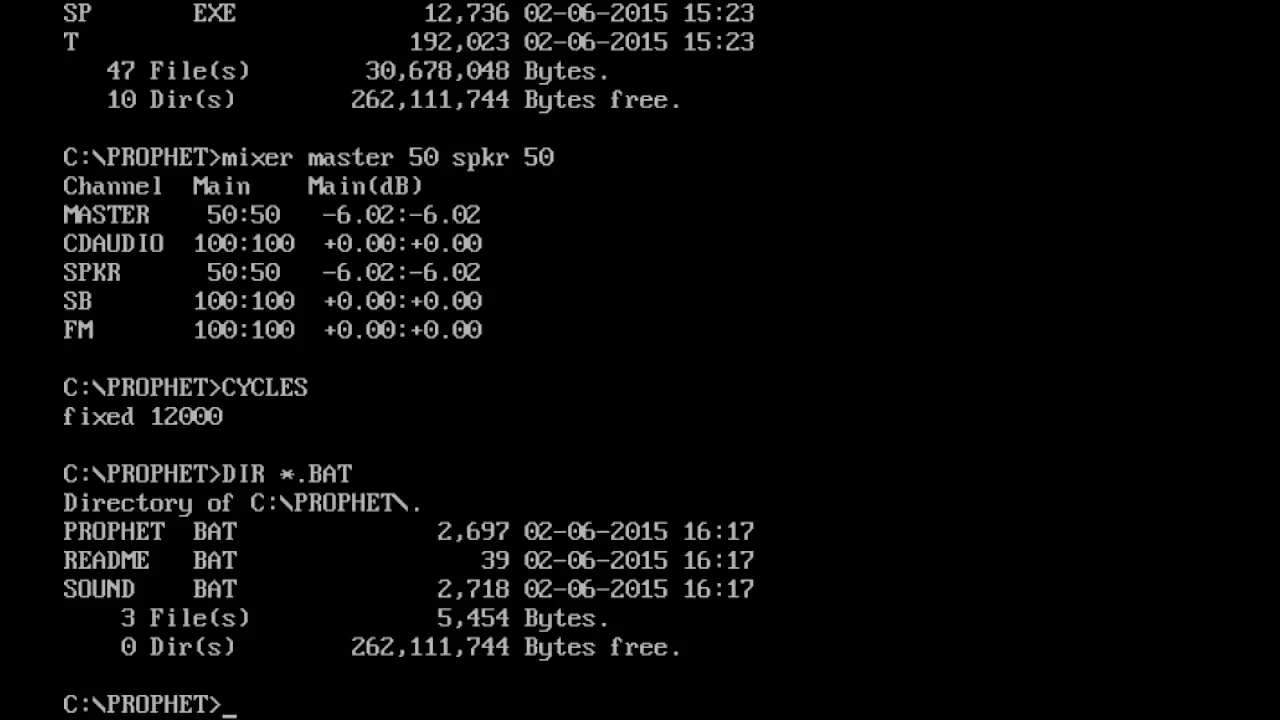 SP       EXE             12,736 02-06-2015 15:23
T                       192,023 02-06-2015 15:23
   47 File(s)        30,678,048 Bytes.
   10 Dir(s)        262,111,744 Bytes free.

C:\PROPHET>mixer master 50 spkr 50
Channel  Main    Main(dB)
MASTER    50:50   -6.02:-6.02
CDAUDIO  100:100  +0.00:+0.00
SPKR      50:50   -6.02:-6.02
SB       100:100  +0.00:+0.00
FM       100:100  +0.00:+0.00

C:\PROPHET>CYCLES
fixed 12000

C:\PROPHET>DIR *.BAT
Directory of C:\PROPHET\.
PROPHET  BAT              2,697 02-06-2015 16:17
README   BAT                 39 02-06-2015 16:17
SOUND    BAT              2,718 02-06-2015 16:17
    3 File(s)             5,454 Bytes.
    0 Dir(s)        262,111,744 Bytes free.

C:\PROPHET>_